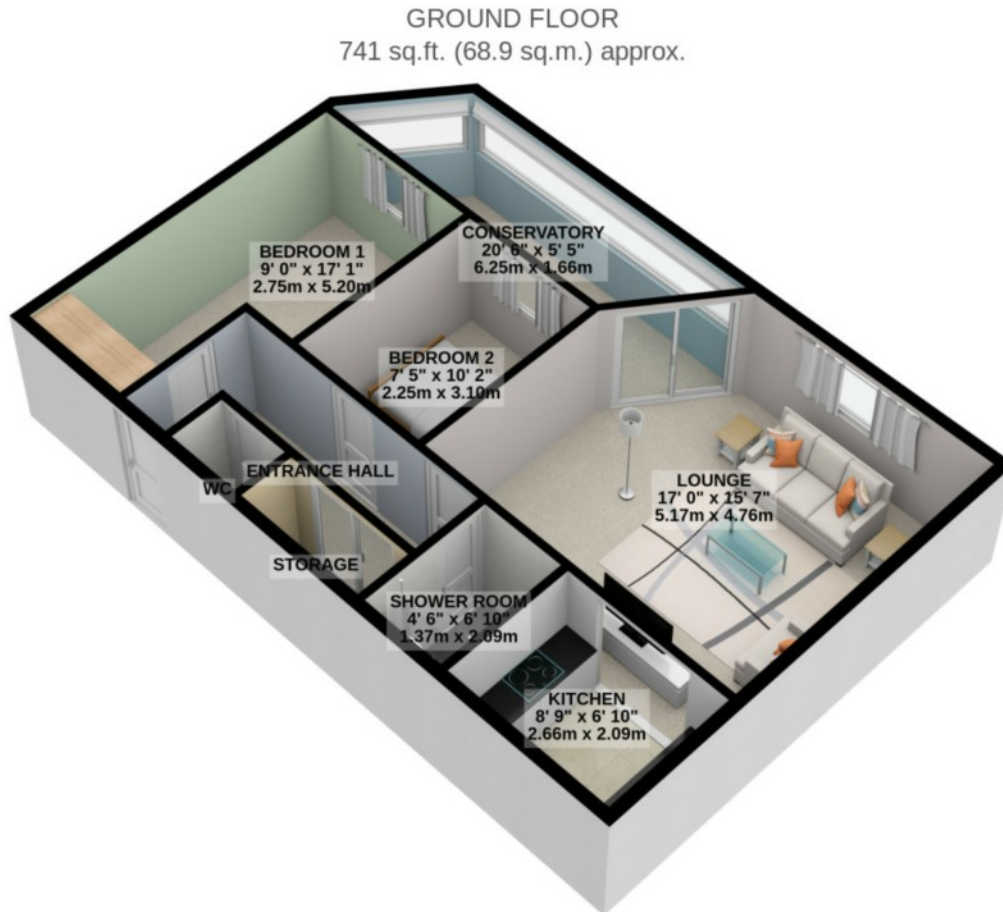 GROUND FLOOR
741 sq.ft. (68.9 sq.m.) approx.
CONSERVATORY
20' 6" x 5' 5"
6.25m x 1.66m
BEDROOM 1
9' 0" x 17' 1"
2.75m x 5.20m
BEDROOM 2
7' 5" x 10' 2"
2.25m x 3.10m
ENTRANCE HALL
WC
LOUNGE
17' 0" x 15' 7"
5.17m x 4.76m
STORAGE
SHOWER ROOM
4' 6" x 6' 10"
1.37m x 2.09m
KITCHEN
8' 9" x 6' 10"
2.66m x 2.09m